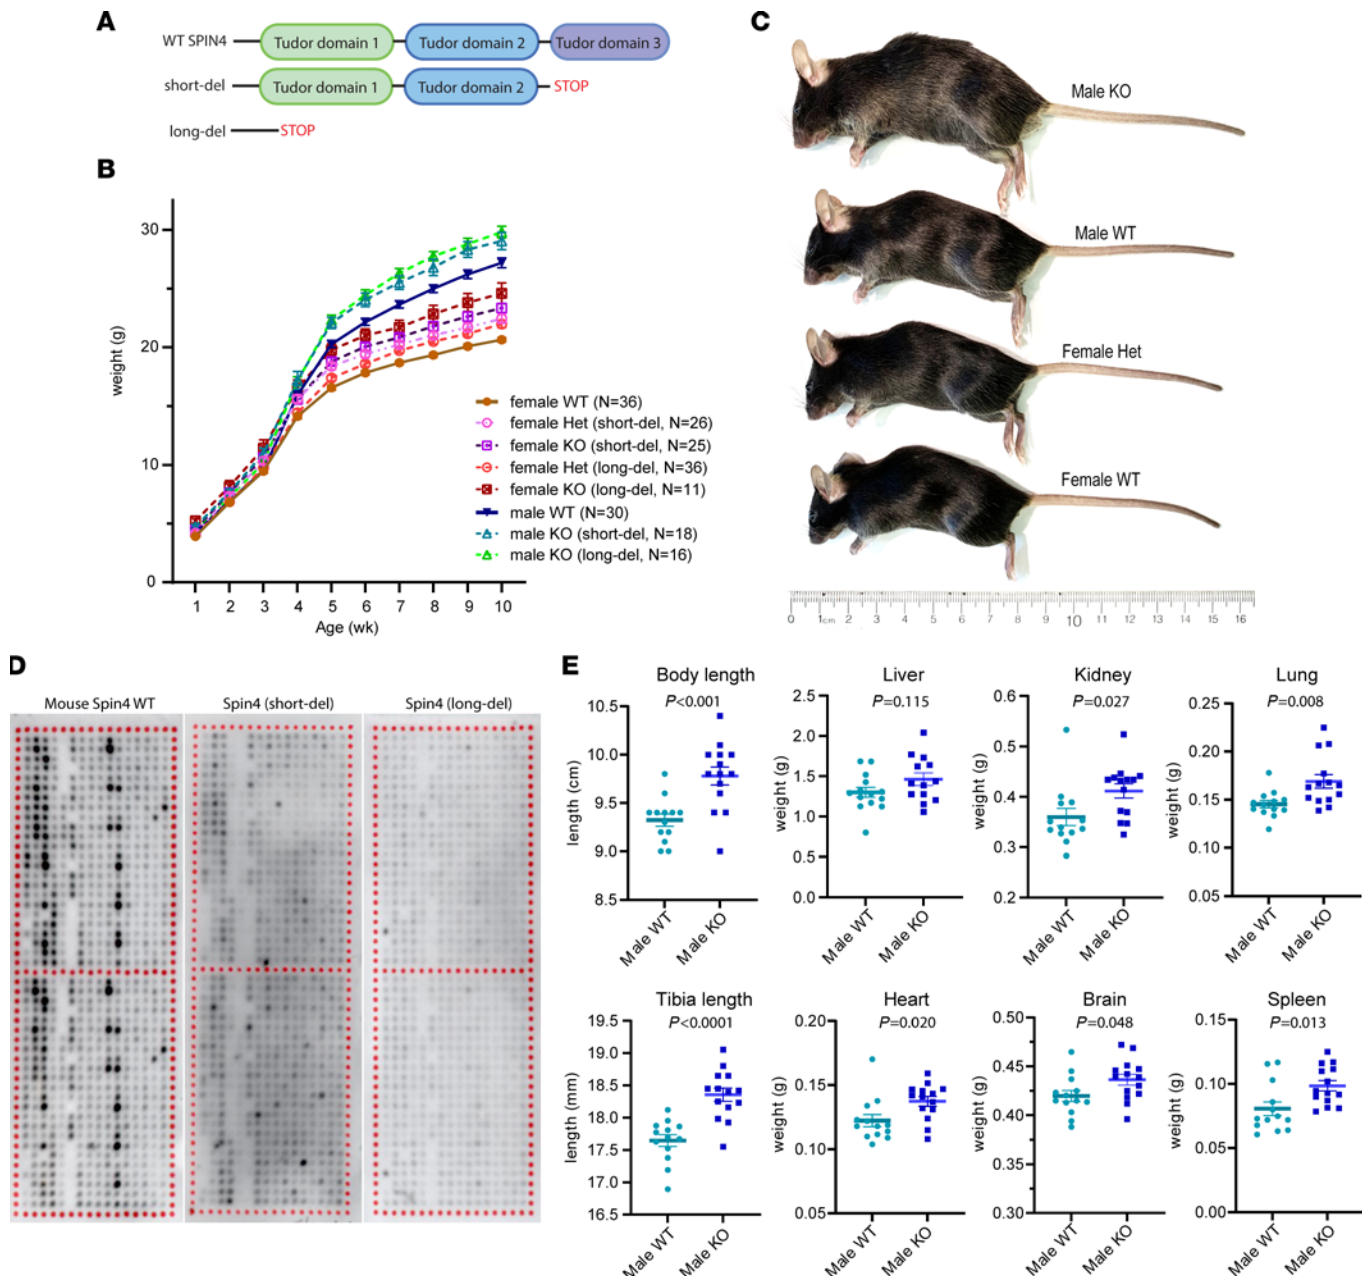 A
WT SPIN4
Tudor domain 1
Tudor domain 2
Tudor domain 3
short-del
Tudor domain 1
Tudor domain 2
STOP
long-del
STOP
B
weight (g)
30
20
10
0
1 2 3 4 5 6 7 8 9 10
Age (wk)
female WT (N=36)
female Het (short-del, N=26)
female KO (short-del, N=25)
female Het (long-del, N=36)
female KO (long-del, N=11)
male WT (N=30)
male KO (short-del, N=18)
male KO (long-del, N=16)
C
Male KO
Male WT
Female Het
Female WT
0 1cm 2 3 4 5 6 7 8 9 10 11 12 13 14 15 16
D
Mouse Spin4 WT
Spin4 (short-del)
Spin4 (long-del)
E
Body length
P<0.001
length (cm)
10.5
10.0
9.5
9.0
8.5
Male WT
Male KO
Liver
P=0.115
weight (g)
2.5
2.0
1.5
1.0
0.5
0.0
Male WT
Male KO
Kidney
P=0.027
weight (g)
0.6
0.5
0.4
0.3
0.2
Male WT
Male KO
Lung
P=0.008
weight (g)
0.25
0.20
0.15
0.10
0.05
Male WT
Male KO
Tibia length
P<0.0001
length (mm)
19.5
19.0
18.5
18.0
17.5
17.0
16.5
Male WT
Male KO
Heart
P=0.020
weight (g)
0.20
0.15
0.10
0.05
Male WT
Male KO
Brain
P=0.048
weight (g)
0.50
0.45
0.40
0.35
0.30
Male WT
Male KO
Spleen
P=0.013
weight (g)
0.15
0.10
0.05
0.00
Male WT
Male KO